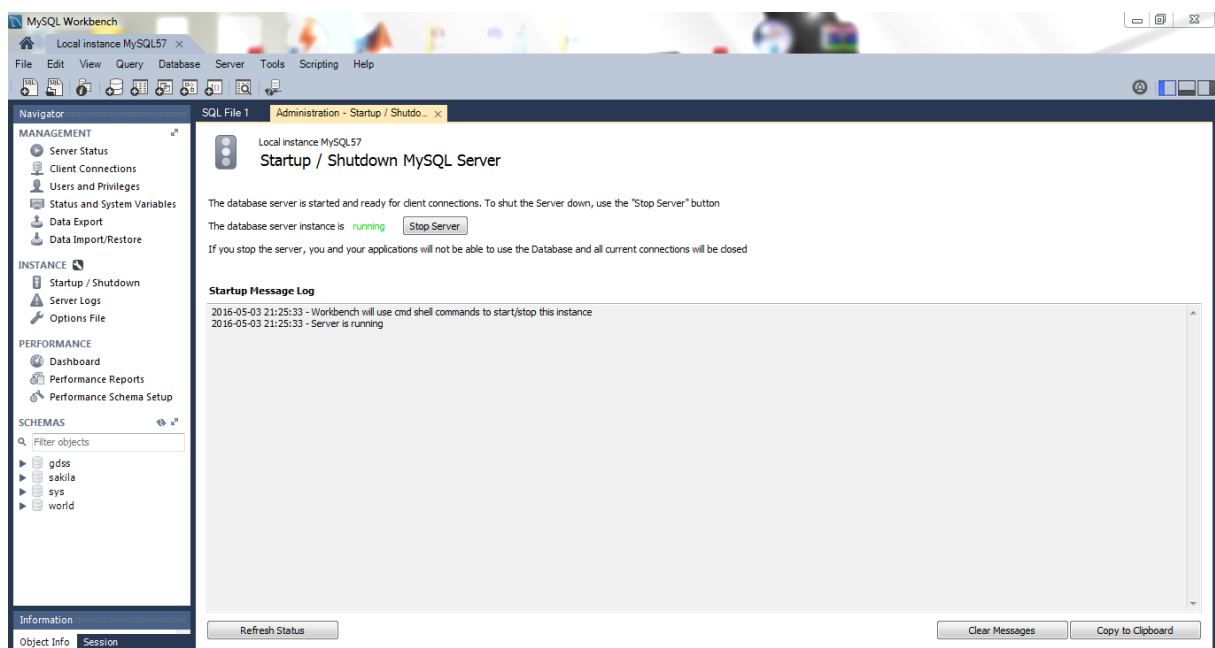 MySQL Workbench
Local instance MySQL57
File Edit View Query Database Server Tools Scripting Help
Navigator
MANAGEMENT
Server Status
Client Connections
Users and Privileges
Status and System Variables
Data Export
Data Import/Restore
INSTANCE
Startup / Shutdown
Server Logs
Options File
PERFORMANCE
Dashboard
Performance Reports
Performance Schema Setup
SCHEMAS
Filter objects
gdss
sakila
sys
world
Information
Object Info Session
SQL File 1 Administration - Startup / Shutdo...
Local instance MySQL57
Startup / Shutdown MySQL Server
The database server is started and ready for client connections. To shut the Server down, use the "Stop Server" button
The database server instance is running Stop Server
If you stop the server, you and your applications will not be able to use the Database and all current connections will be closed
Startup Message Log
2016-05-03 21:25:33 - Workbench will use cmd shell commands to start/stop this instance
2016-05-03 21:25:33 - Server is running
Refresh Status Clear Messages Copy to Clipboard